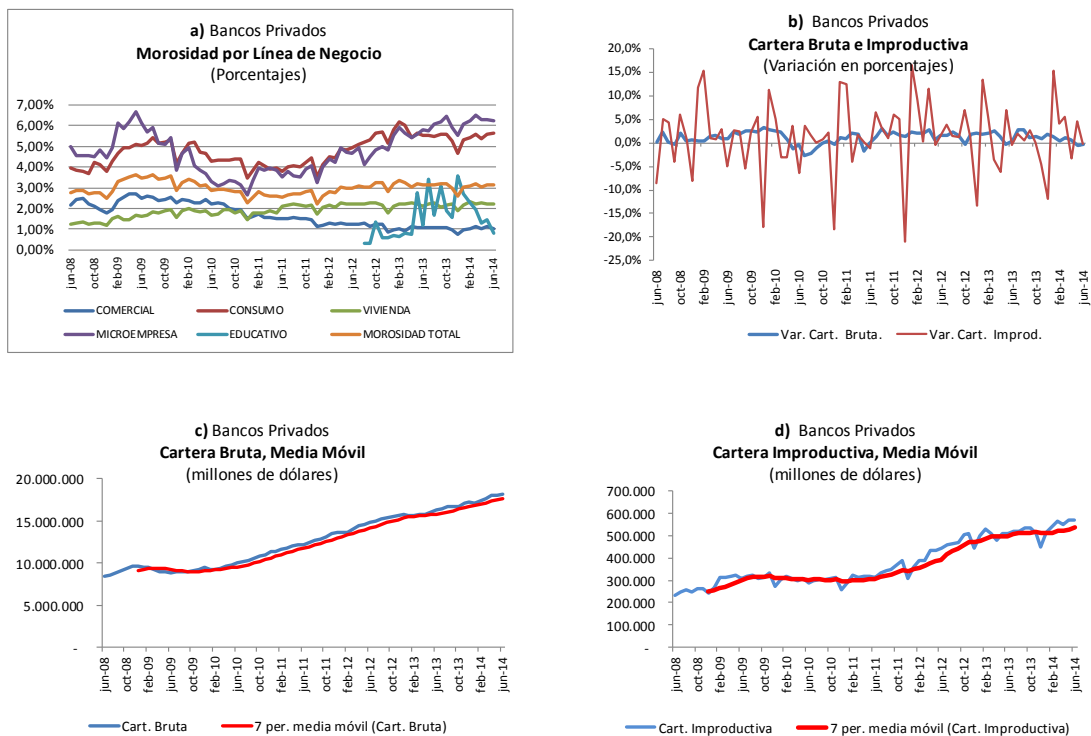 a) Bancos Privados
Morosidad por Línea de Negocio
(Porcentajes)
7,00%
6,00%
5,00%
4,00%
3,00%
2,00%
1,00%
0,00%
jun-08
oct-08
feb-09
jun-09
oct-09
feb-10
jun-10
oct-10
feb-11
jun-11
oct-11
feb-12
jun-12
oct-12
feb-13
jun-13
oct-13
feb-14
jun-14
COMERCIAL CONSUMO VIVIENDA
MICROEMPRESA EDUCATIVO MOROSIDAD TOTAL
b) Bancos Privados
Cartera Bruta e Improductiva
(Variación en porcentajes)
20,0%
15,0%
10,0%
5,0%
0,0%
-5,0%
-10,0%
-15,0%
-20,0%
-25,0%
jun-08
oct-08
feb-09
jun-09
oct-09
feb-10
jun-10
oct-10
feb-11
jun-11
oct-11
feb-12
jun-12
oct-12
feb-13
jun-13
oct-13
feb-14
jun-14
Var. Cart. Bruta. Var. Cart. Improd.
c) Bancos Privados
Cartera Bruta, Media Móvil
(millones de dólares)
20.000.000
15.000.000
10.000.000
5.000.000
-
jun-08
oct-08
feb-09
jun-09
oct-09
feb-10
jun-10
oct-10
feb-11
jun-11
oct-11
feb-12
jun-12
oct-12
feb-13
jun-13
oct-13
feb-14
jun-14
Cart. Bruta 7 per. media móvil (Cart. Bruta)
d) Bancos Privados
Cartera Improductiva, Media Móvil
(millones de dólares)
700.000
600.000
500.000
400.000
300.000
200.000
100.000
-
jun-08
oct-08
feb-09
jun-09
oct-09
feb-10
jun-10
oct-10
feb-11
jun-11
oct-11
feb-12
jun-12
oct-12
feb-13
jun-13
oct-13
feb-14
jun-14
Cart. Improductiva 7 per. media móvil (Cart. Improductiva)